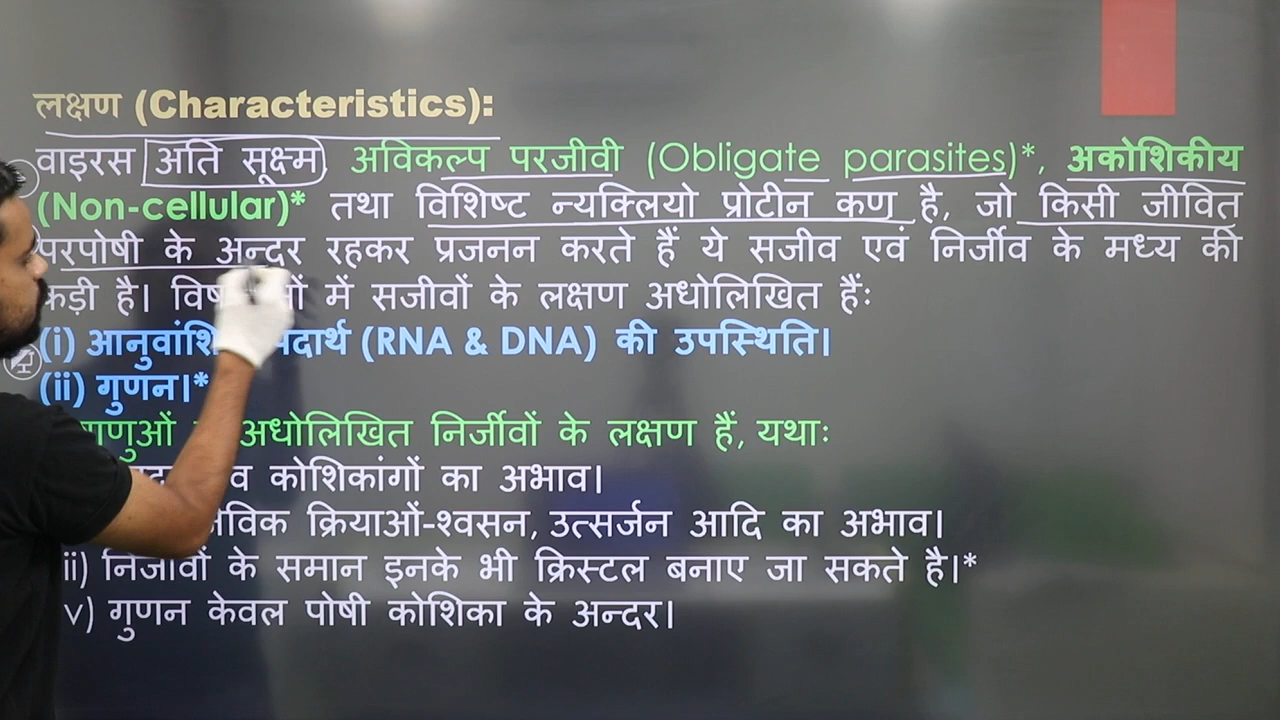 लक्षण (Characteristics):
वाइरस अति सूक्ष्म, अविकल्प परजीवी (Obligate parasites)*, अकोशिकीय
(Non-cellular)* तथा विशिष्ट न्यक्लियो प्रोटीन कण है, जो किसी जीवित
परपोषी के अन्दर रहकर प्रजनन करते हैं ये सजीव एवं निर्जीव के मध्य की
कड़ी है। में सजीवों के लक्षण अधोलिखित हैंः
(i) (RNA & DNA) की उपस्थिति।
(ii) गुणन।*
अधोलिखित निर्जीवों के लक्षण हैं, यथाः
व कोशिकांगों का अभाव।
क्रियाओं-श्वसन, उत्सर्जन आदि का अभाव।
ii) निर्जीवों के समान इनके भी क्रिस्टल बनाए जा सकते है।*
v) गुणन केवल पोषी कोशिका के अन्दर।